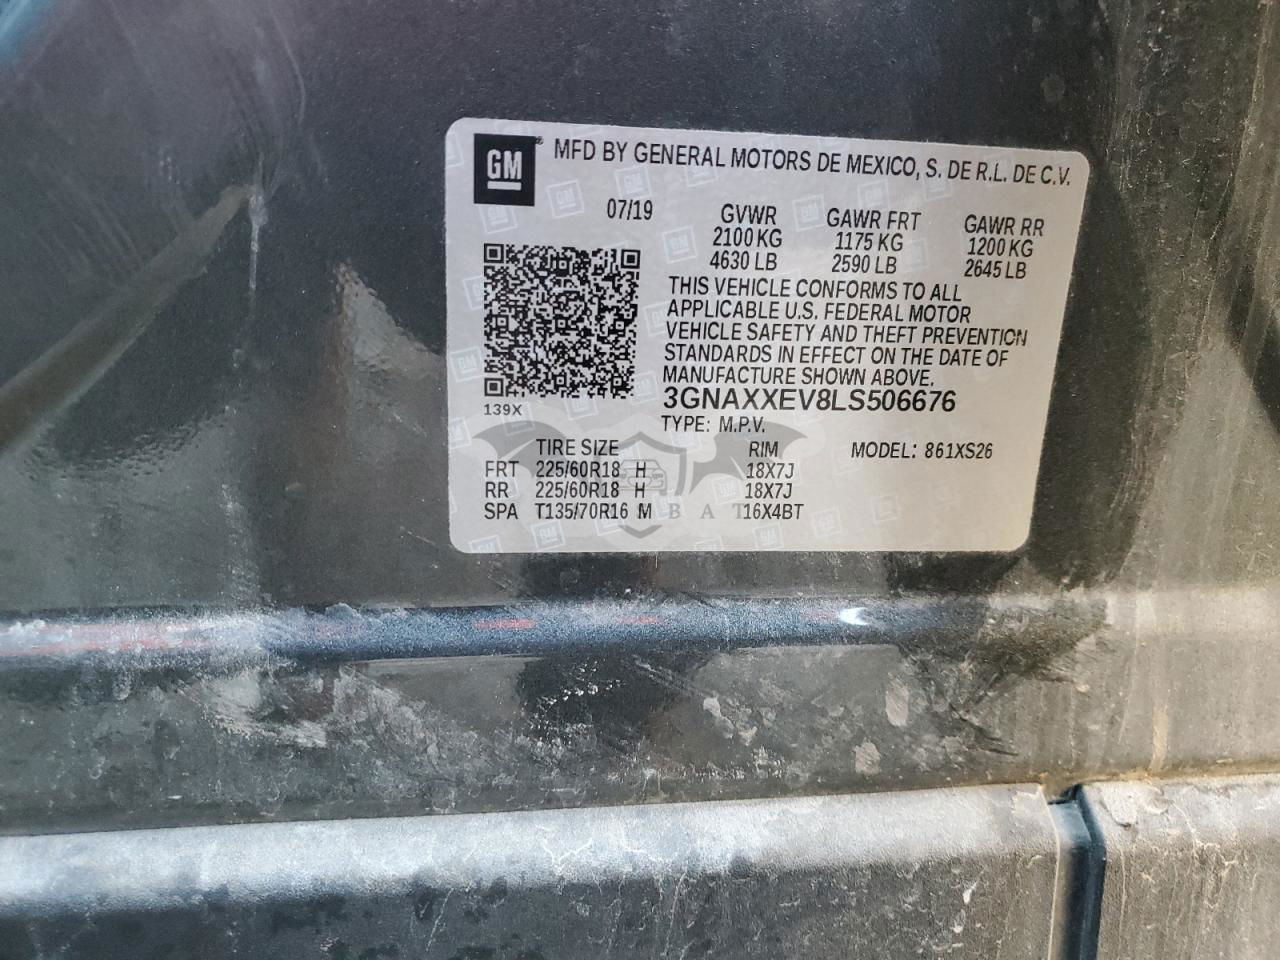 GM ® MFD BY GENERAL MOTORS DE MEXICO, S. DE R.L. DE C.V.
07/19 GVWR GAWR FRT GAWR RR
2100 KG 1175 KG 1200 KG
4630 LB 2590 LB 2645 LB
THIS VEHICLE CONFORMS TO ALL
APPLICABLE U.S. FEDERAL MOTOR
VEHICLE SAFETY AND THEFT PREVENTION
STANDARDS IN EFFECT ON THE DATE OF
MANUFACTURE SHOWN ABOVE.
3GNAXXEV8LS506676
139X
TYPE: M.P.V.
TIRE SIZE RIM MODEL: 861XS26
FRT 225/60R18 H 18X7J
RR 225/60R18 H 18X7J
SPA T135/70R16 M 16X4BT
BAT